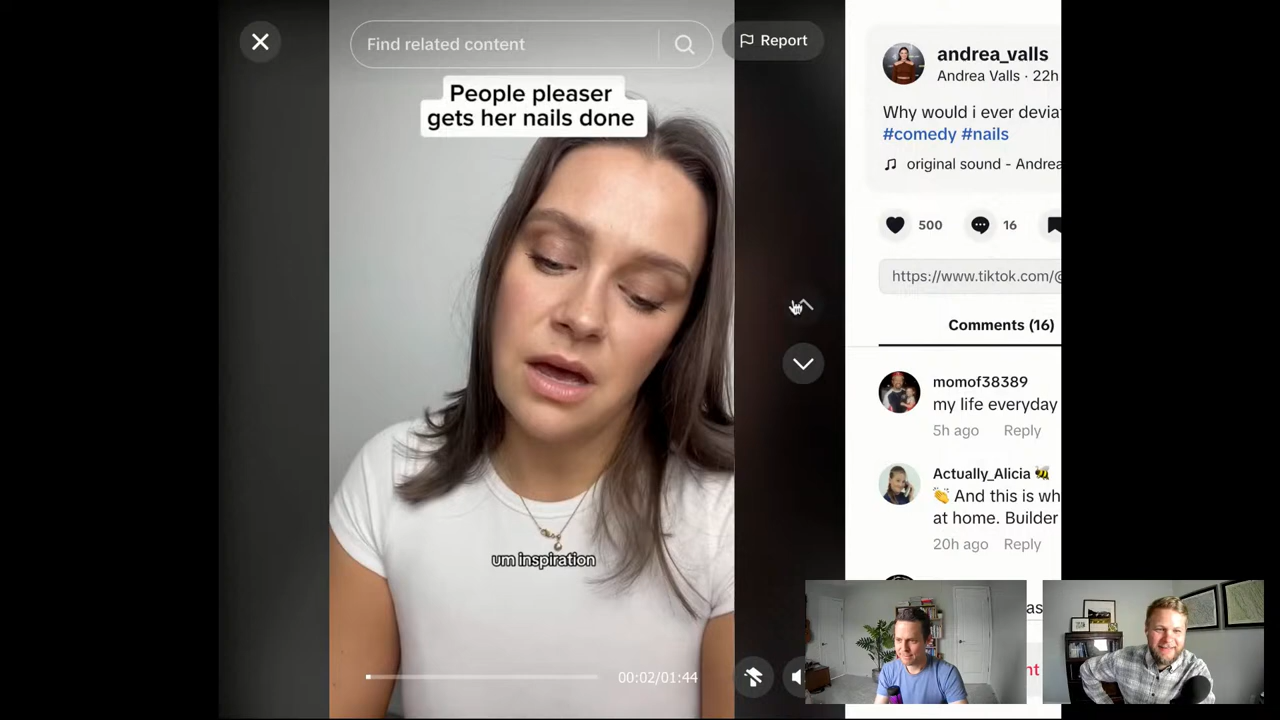 Find related content
Report
People pleaser
gets her nails done
um inspiration
00:02/01:44
andrea_valls
Andrea Valls · 22h
Why would i ever devia
#comedy #nails
original sound - Andrea
500
16
https://www.tiktok.com/@
Comments (16)
momof38389
my life everyday
5h ago Reply
Actually_Alicia 🐝
👏 And this is wh
at home. Builder
20h ago Reply
as
nt